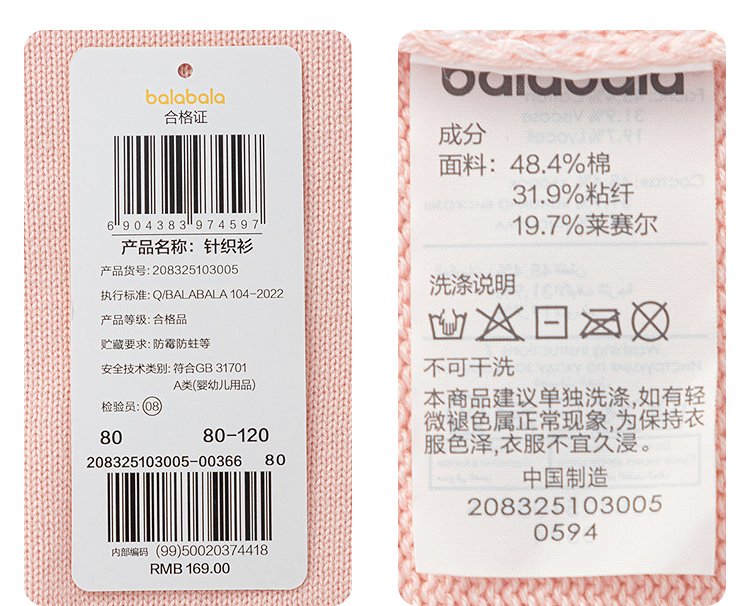 balabala
合格证
6 904383 974597
产品名称: 针织衫
产品货号: 208325103005
执行标准: Q/BALABALA 104-2022
产品等级: 合格品
贮藏要求: 防霉防蛀等
安全技术类别: 符合GB 31701
A类(婴幼儿用品)
检验员: 08
80 80-120
208325103005-00366 80
内部编码 (99)50020374418
RMB 169.00
balabala
成分
面料: 48.4%棉
31.9%粘纤
19.7%莱赛尔
洗涤说明
不可干洗
本商品建议单独洗涤,如有轻
微褪色属正常现象,为保持衣
服色泽,衣服不宜久浸。
中国制造
208325103005
0594